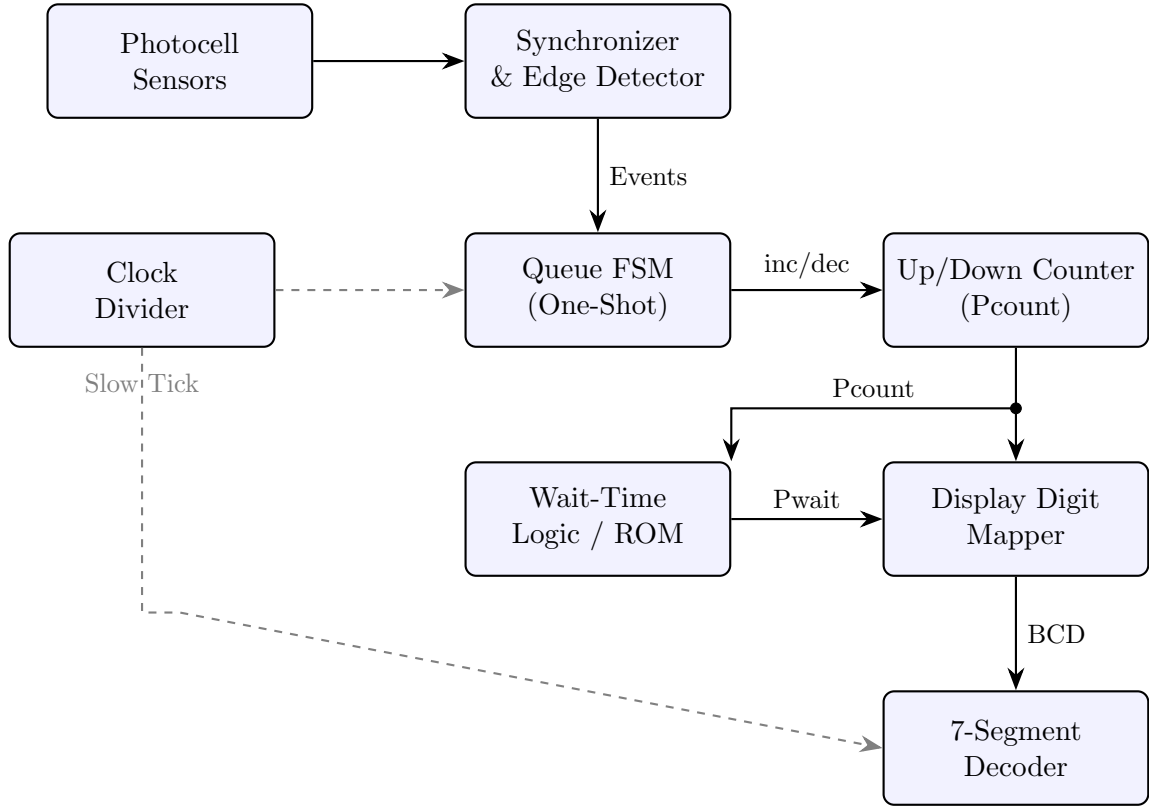 Photocell
Sensors
Synchronizer
& Edge Detector
Events
Clock
Divider
Queue FSM
(One-Shot)
inc/dec
Up/Down Counter
(Pcount)
Slow Tick
Pcount
Wait-Time
Logic / ROM
Pwait
Display Digit
Mapper
BCD
7-Segment
Decoder